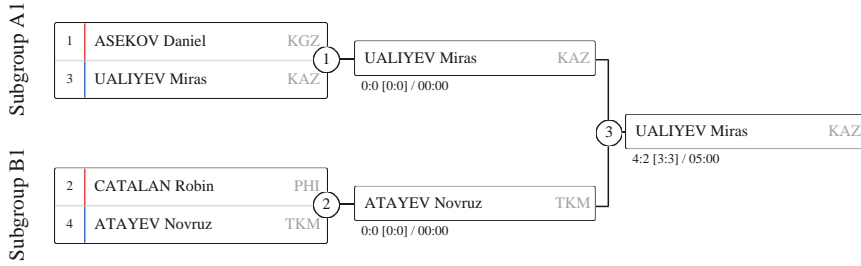 Subgroup A1
1 ASEKOV Daniel KGZ
3 UALIYEV Miras KAZ
1
UALIYEV Miras KAZ
0:0 [0:0] / 00:00
Subgroup B1
2 CATALAN Robin PHI
4 ATAYEV Novruz TKM
2
ATAYEV Novruz TKM
0:0 [0:0] / 00:00
3
UALIYEV Miras KAZ
4:2 [3:3] / 05:00